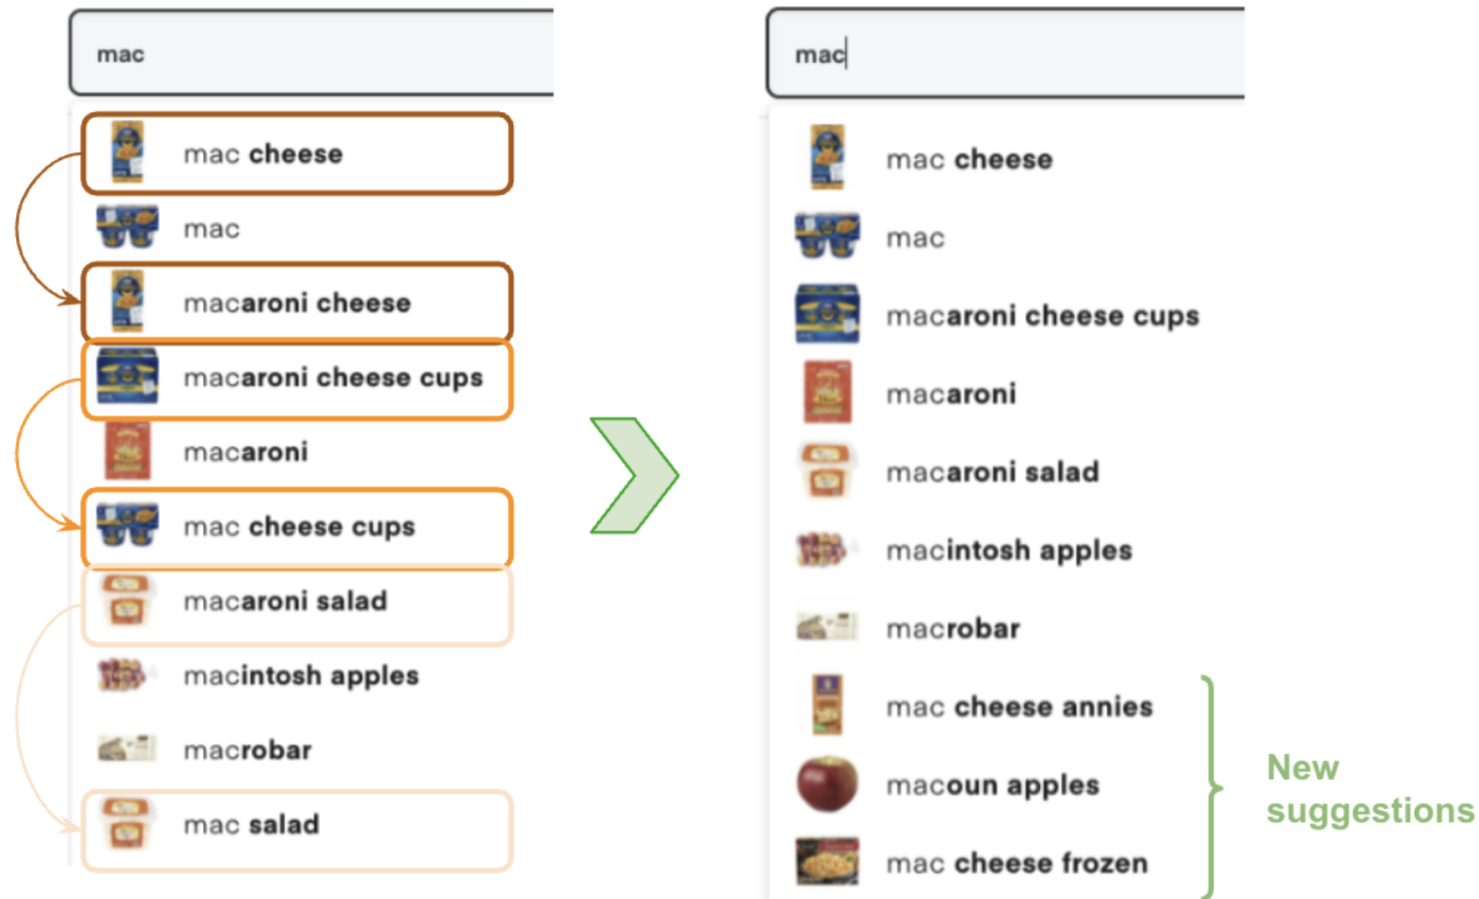 mac
mac cheese
mac
macaroni cheese
macaroni cheese cups
macaroni
mac cheese cups
macaroni salad
macintosh apples
macrobar
mac salad
mac
mac cheese
mac
macaroni cheese cups
macaroni
macaroni salad
macintosh apples
macrobar
mac cheese annies
macoun apples
mac cheese frozen
New
suggestions